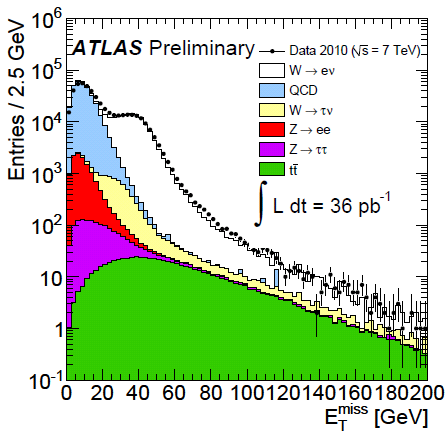 ATLAS Preliminary
Data 2010 (√s = 7 TeV)
W → eν
QCD
W → τν
Z → ee
Z → ττ
tt̅
∫ L dt = 36 pb⁻¹
Entries / 2.5 GeV
10⁶
10⁵
10⁴
10³
10²
10
1
10⁻¹
0 20 40 60 80 100 120 140 160 180 200
E_T^miss [GeV]